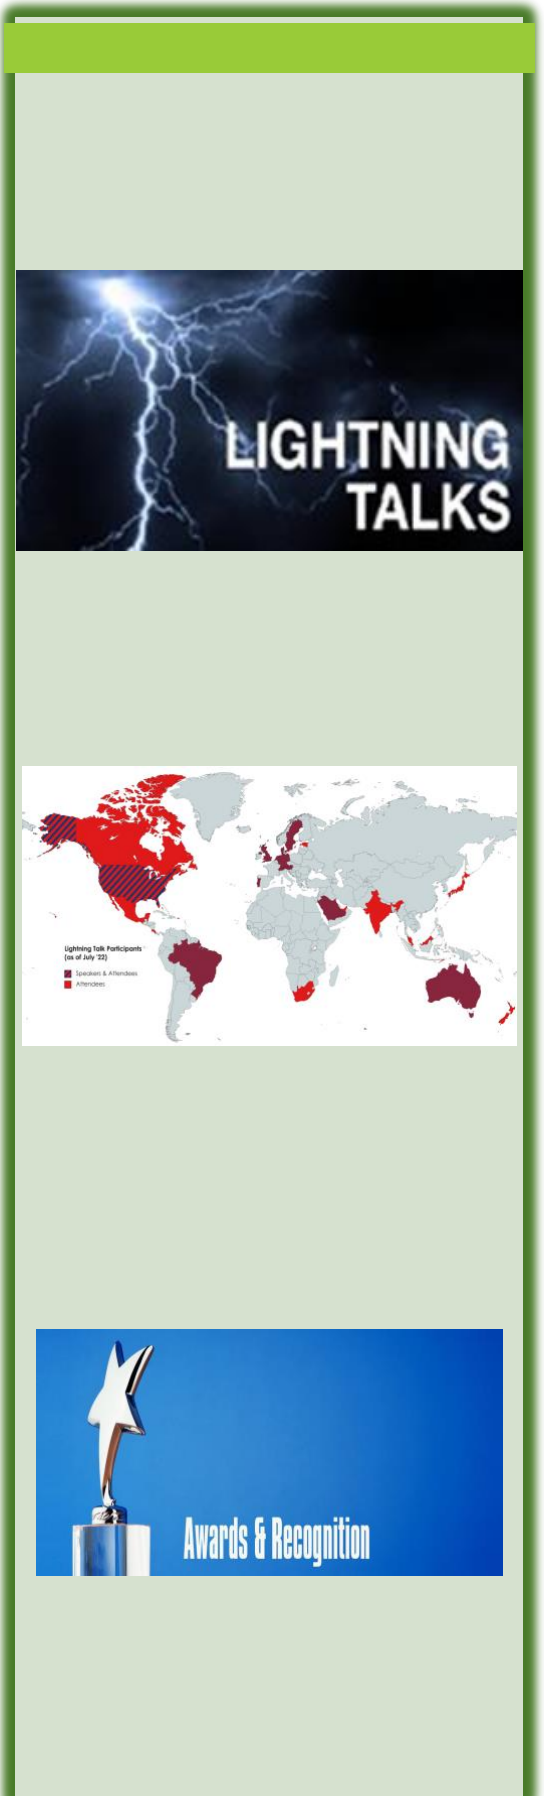 LIGHTNING
TALKS
Lightning Talk Participants
(as of July '22)
Speakers & Attendees
Attendees
Awards & Recognition